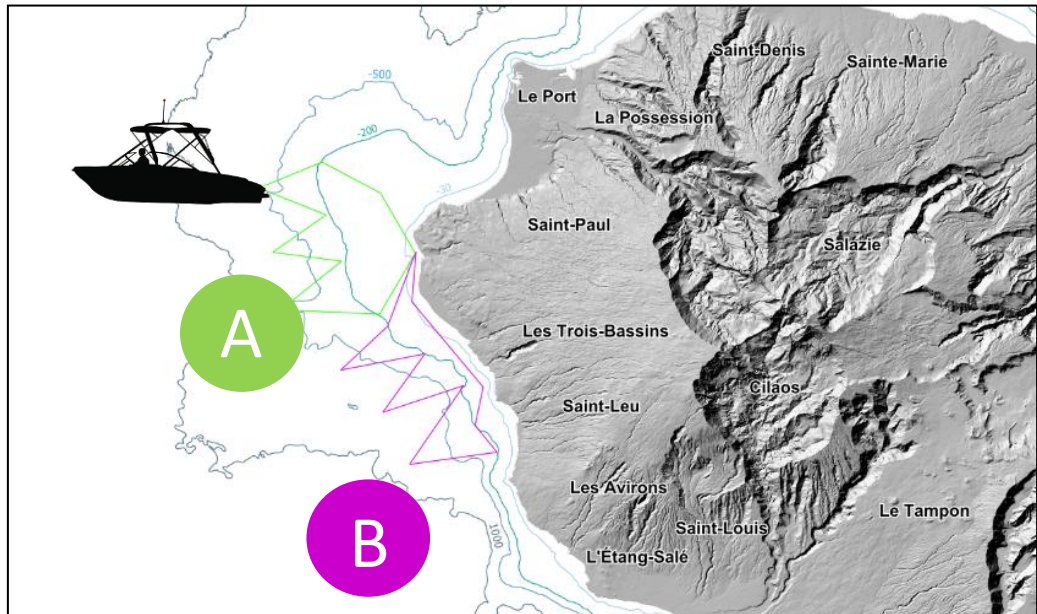 Saint-Denis
Sainte-Marie
-500
Le Port
La Possession
-200
-30
Saint-Paul
Salazie
A
Les Trois-Bassins
Cilaos
Saint-Leu
Les Avirons
Le Tampon
Saint-Louis
B
1000
L'Étang-Salé